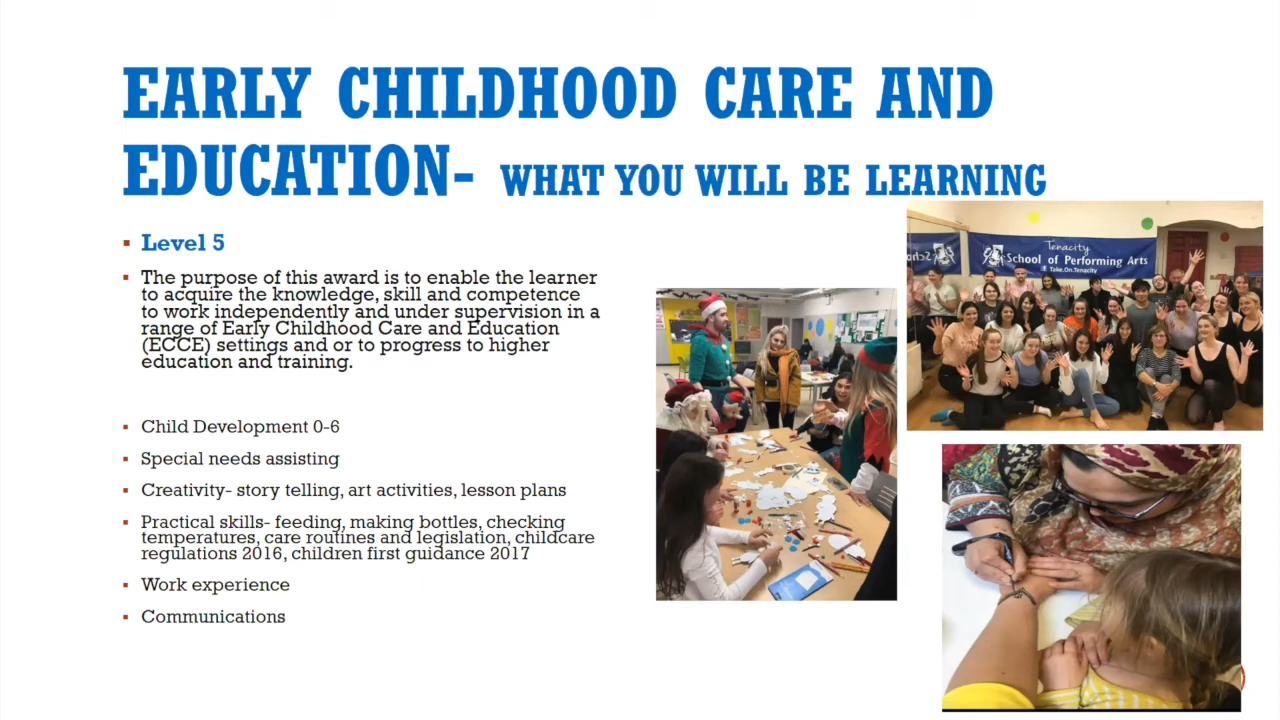 EARLY CHILDHOOD CARE AND
EDUCATION- WHAT YOU WILL BE LEARNING
Level 5
The purpose of this award is to enable the learner
to acquire the knowledge, skill and competence
to work independently and under supervision in a
range of Early Childhood Care and Education
(ECCE) settings and or to progress to higher
education and training.
Child Development 0-6
Special needs assisting
Creativity- story telling, art activities, lesson plans
Practical skills- feeding, making bottles, checking
temperatures, care routines and legislation, childcare
regulations 2016, children first guidance 2017
Work experience
Communications
Tenacity
School of Performing Arts
f Take.On.Tenacity